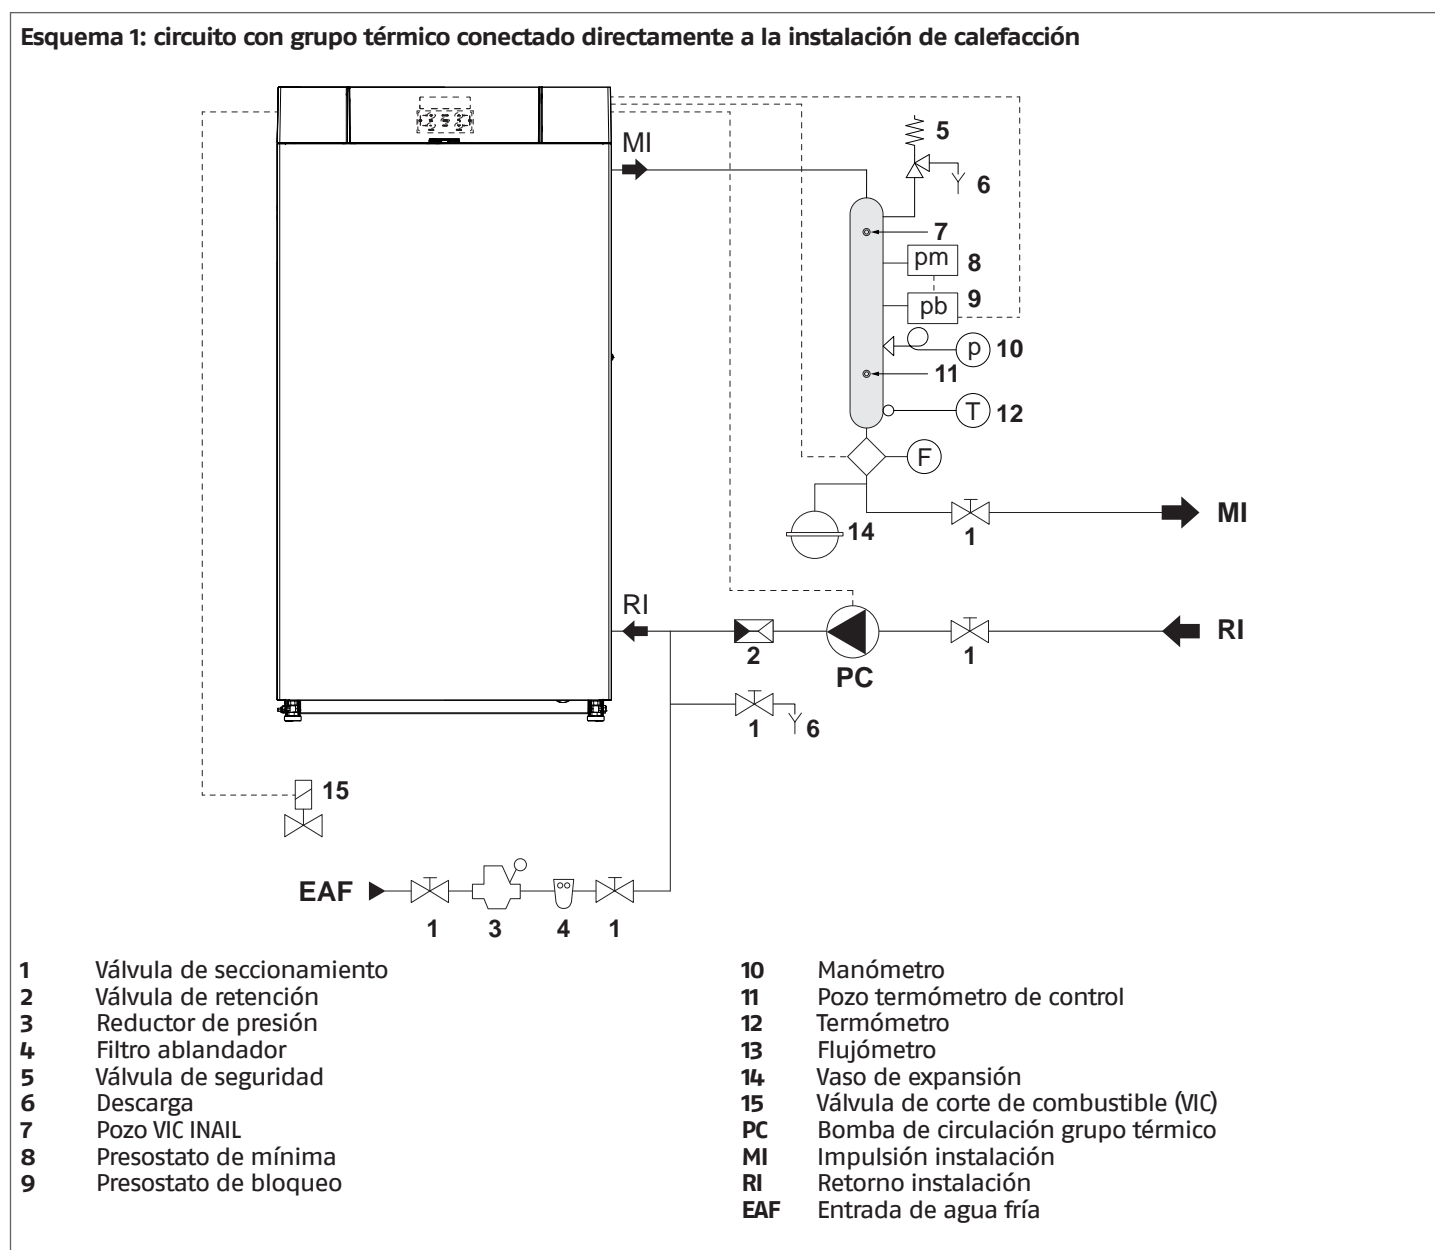 Esquema 1: circuito con grupo térmico conectado directamente a la instalación de calefacción
MI
5
6
7
pm
8
pb
9
p
10
11
T
12
F
14
1
MI
RI
2
PC
1
RI
1
6
15
EAF
1
3
4
1
1 Válvula de seccionamiento
2 Válvula de retención
3 Reductor de presión
4 Filtro ablandador
5 Válvula de seguridad
6 Descarga
7 Pozo VIC INAIL
8 Presostato de mínima
9 Presostato de bloqueo
10 Manómetro
11 Pozo termómetro de control
12 Termómetro
13 Flujómetro
14 Vaso de expansión
15 Válvula de corte de combustible (VIC)
PC Bomba de circulación grupo térmico
MI Impulsión instalación
RI Retorno instalación
EAF Entrada de agua fría